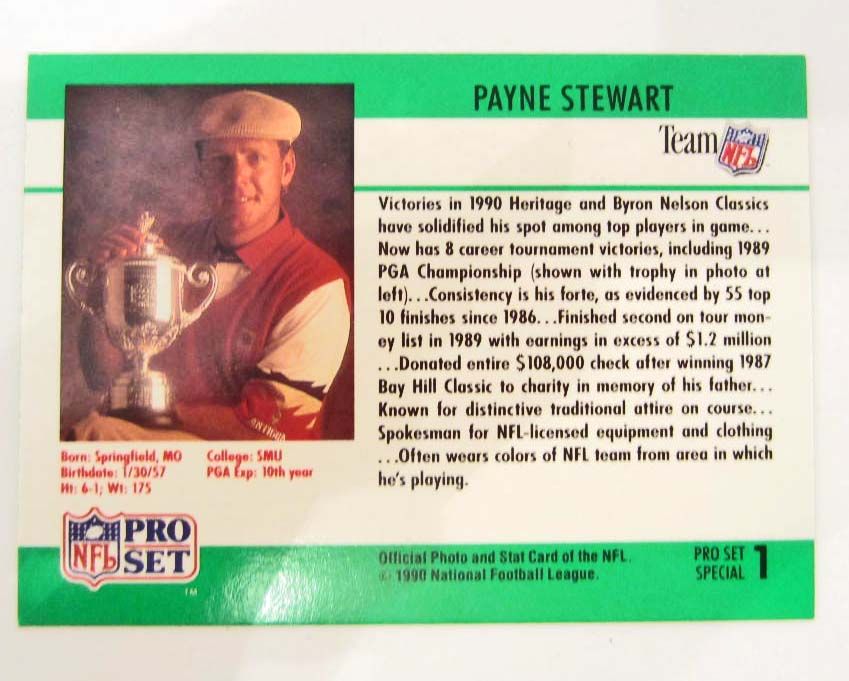 PAYNE STEWART
Team NFL
Victories in 1990 Heritage and Byron Nelson Classics
have solidified his spot among top players in game...
Now has 8 career tournament victories, including 1989
PGA Championship (shown with trophy in photo at
left)...Consistency is his forte, as evidenced by 55 top
10 finishes since 1986...Finished second on tour mon-
ey list in 1989 with earnings in excess of $1.2 million
...Donated entire $108,000 check after winning 1987
Bay Hill Classic to charity in memory of his father...
Known for distinctive traditional attire on course...
Spokesman for NFL-licensed equipment and clothing
...Often wears colors of NFL team from area in which
he's playing.
ANTIGUA
Born: Springfield, MO College: SMU
Birthdate: 1/30/57 PGA Exp: 10th year
Ht: 6-1; Wt: 175
NFL PRO
SET
TM
Official Photo and Stat Card of the NFL.
© 1990 National Football League.
PRO SET
SPECIAL 1